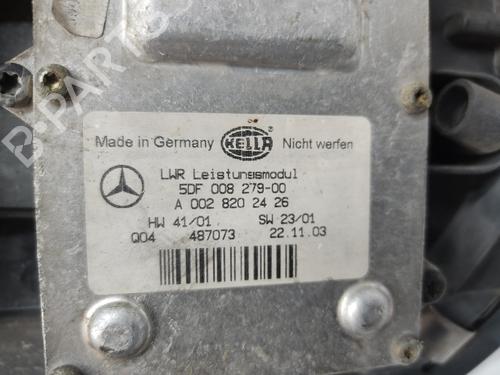 B-PARTS
Made in Germany HELLA Nicht werfen
LWR Leistungsmodul
5DF 008 279-00
A 002 820 24 26
HW 41/01 SW 23/01
Q04 487073 22.11.03